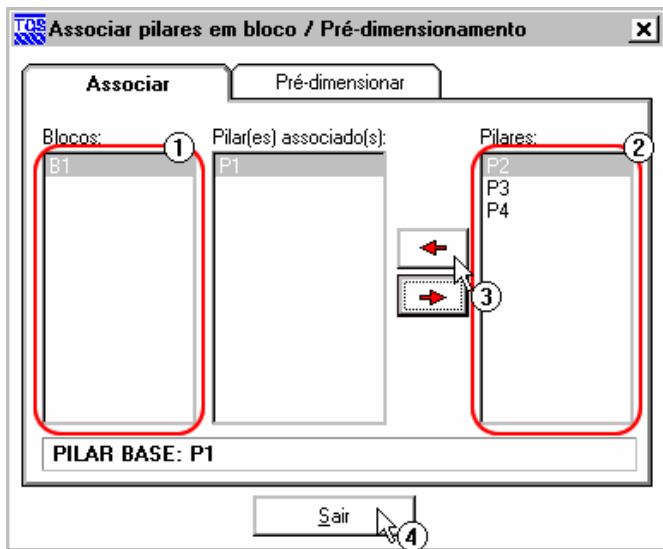 TQS Associar pilares em bloco / Pré-dimensionamento
Associar
Pré-dimensionar
Blocos:
1
Pilar(es) associado(s):
Pilares:
2
B1
P1
P2
P3
P4
3
PILAR BASE: P1
Sair
4